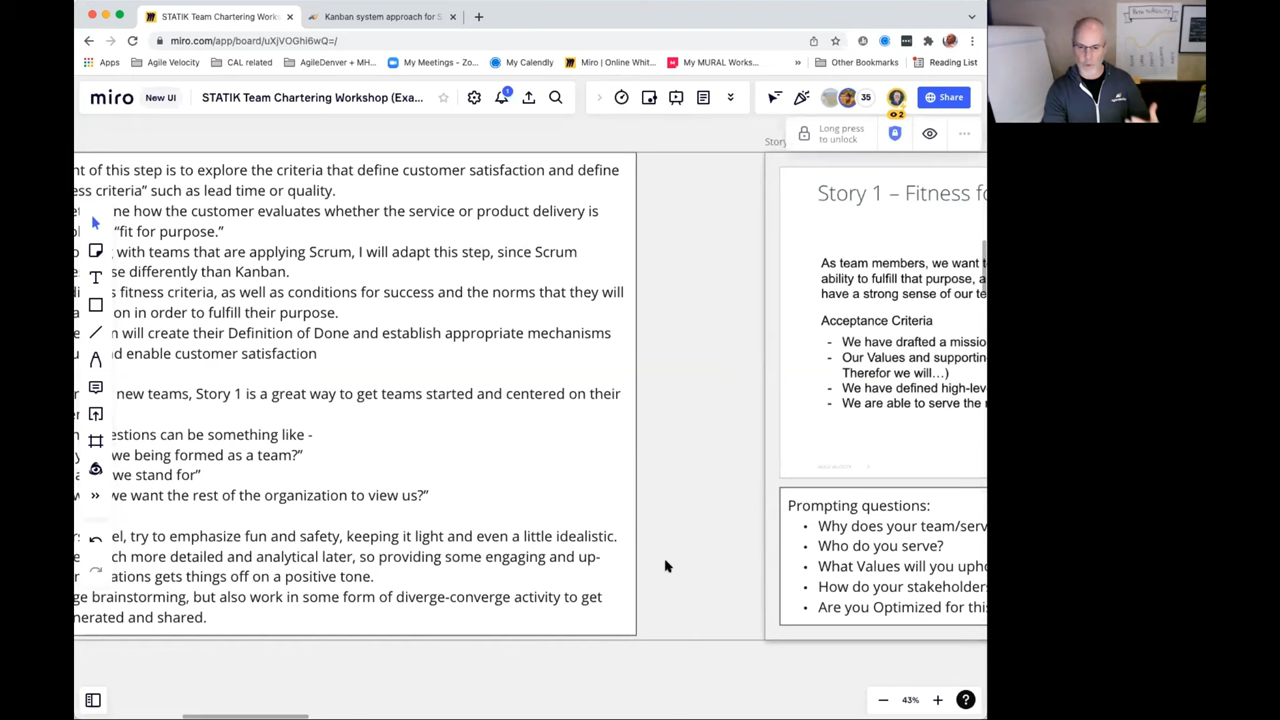 STATIK Team Chartering Works
Kanban system approach for S
miro.com/app/board/uXjVOGhi6wQ=/
Apps
Agile Velocity
CAL related
AgileDenver + MH...
My Meetings - Zo...
My Calendly
Miro | Online Whit...
My MURAL Works...
Other Bookmarks
Reading List
miro
New UI
STATIK Team Chartering Workshop (Exa...
1
35
2
Share
Long press
to unlock
Story
nt of this step is to explore the criteria that define customer satisfaction and define
ess criteria” such as lead time or quality.
ne how the customer evaluates whether the service or product delivery is
“fit for purpose.”
with teams that are applying Scrum, I will adapt this step, since Scrum
se differently than Kanban.
s fitness criteria, as well as conditions for success and the norms that they will
on in order to fulfill their purpose.
n will create their Definition of Done and establish appropriate mechanisms
nd enable customer satisfaction
new teams, Story 1 is a great way to get teams started and centered on their
estions can be something like -
we being formed as a team?”
we stand for”
we want the rest of the organization to view us?”
el, try to emphasize fun and safety, keeping it light and even a little idealistic.
ch more detailed and analytical later, so providing some engaging and up-
ations gets things off on a positive tone.
ge brainstorming, but also work in some form of diverge-converge activity to get
nerated and shared.
Story 1 – Fitness fo
As team members, we want t
ability to fulfill that purpose, a
have a strong sense of our te
Acceptance Criteria
- We have drafted a missio
- Our Values and supportin
Therefor we will...)
- We have defined high-leve
- We are able to serve the r
Prompting questions:
• Why does your team/serv
• Who do you serve?
• What Values will you upho
• How do your stakeholders
• Are you Optimized for this
43%